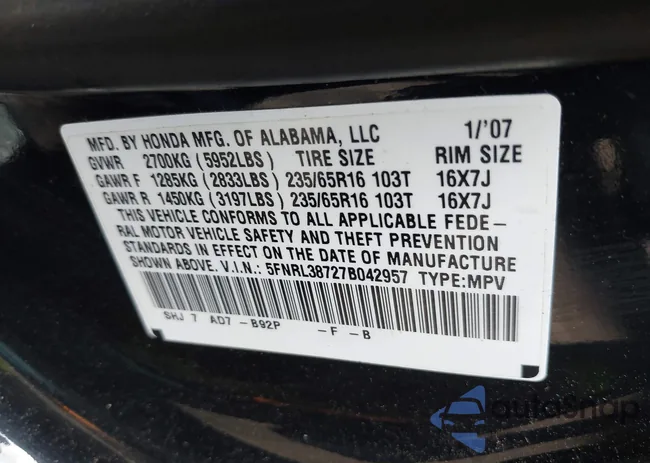 MFD. BY HONDA MFG. OF ALABAMA, LLC 1/'07
GVWR 2700KG (5952LBS) TIRE SIZE RIM SIZE
GAWR F 1285KG (2833LBS) 235/65R16 103T 16X7J
GAWR R 1450KG (3197LBS) 235/65R16 103T 16X7J
THIS VEHICLE CONFORMS TO ALL APPLICABLE FEDE-
RAL MOTOR VEHICLE SAFETY AND THEFT PREVENTION
STANDARDS IN EFFECT ON THE DATE OF MANUFACTURE
SHOWN ABOVE. V.I.N.: 5FNRL38727B042957 TYPE:MPV
SHJ 7 AD7 -B92P -F -B
autosnap